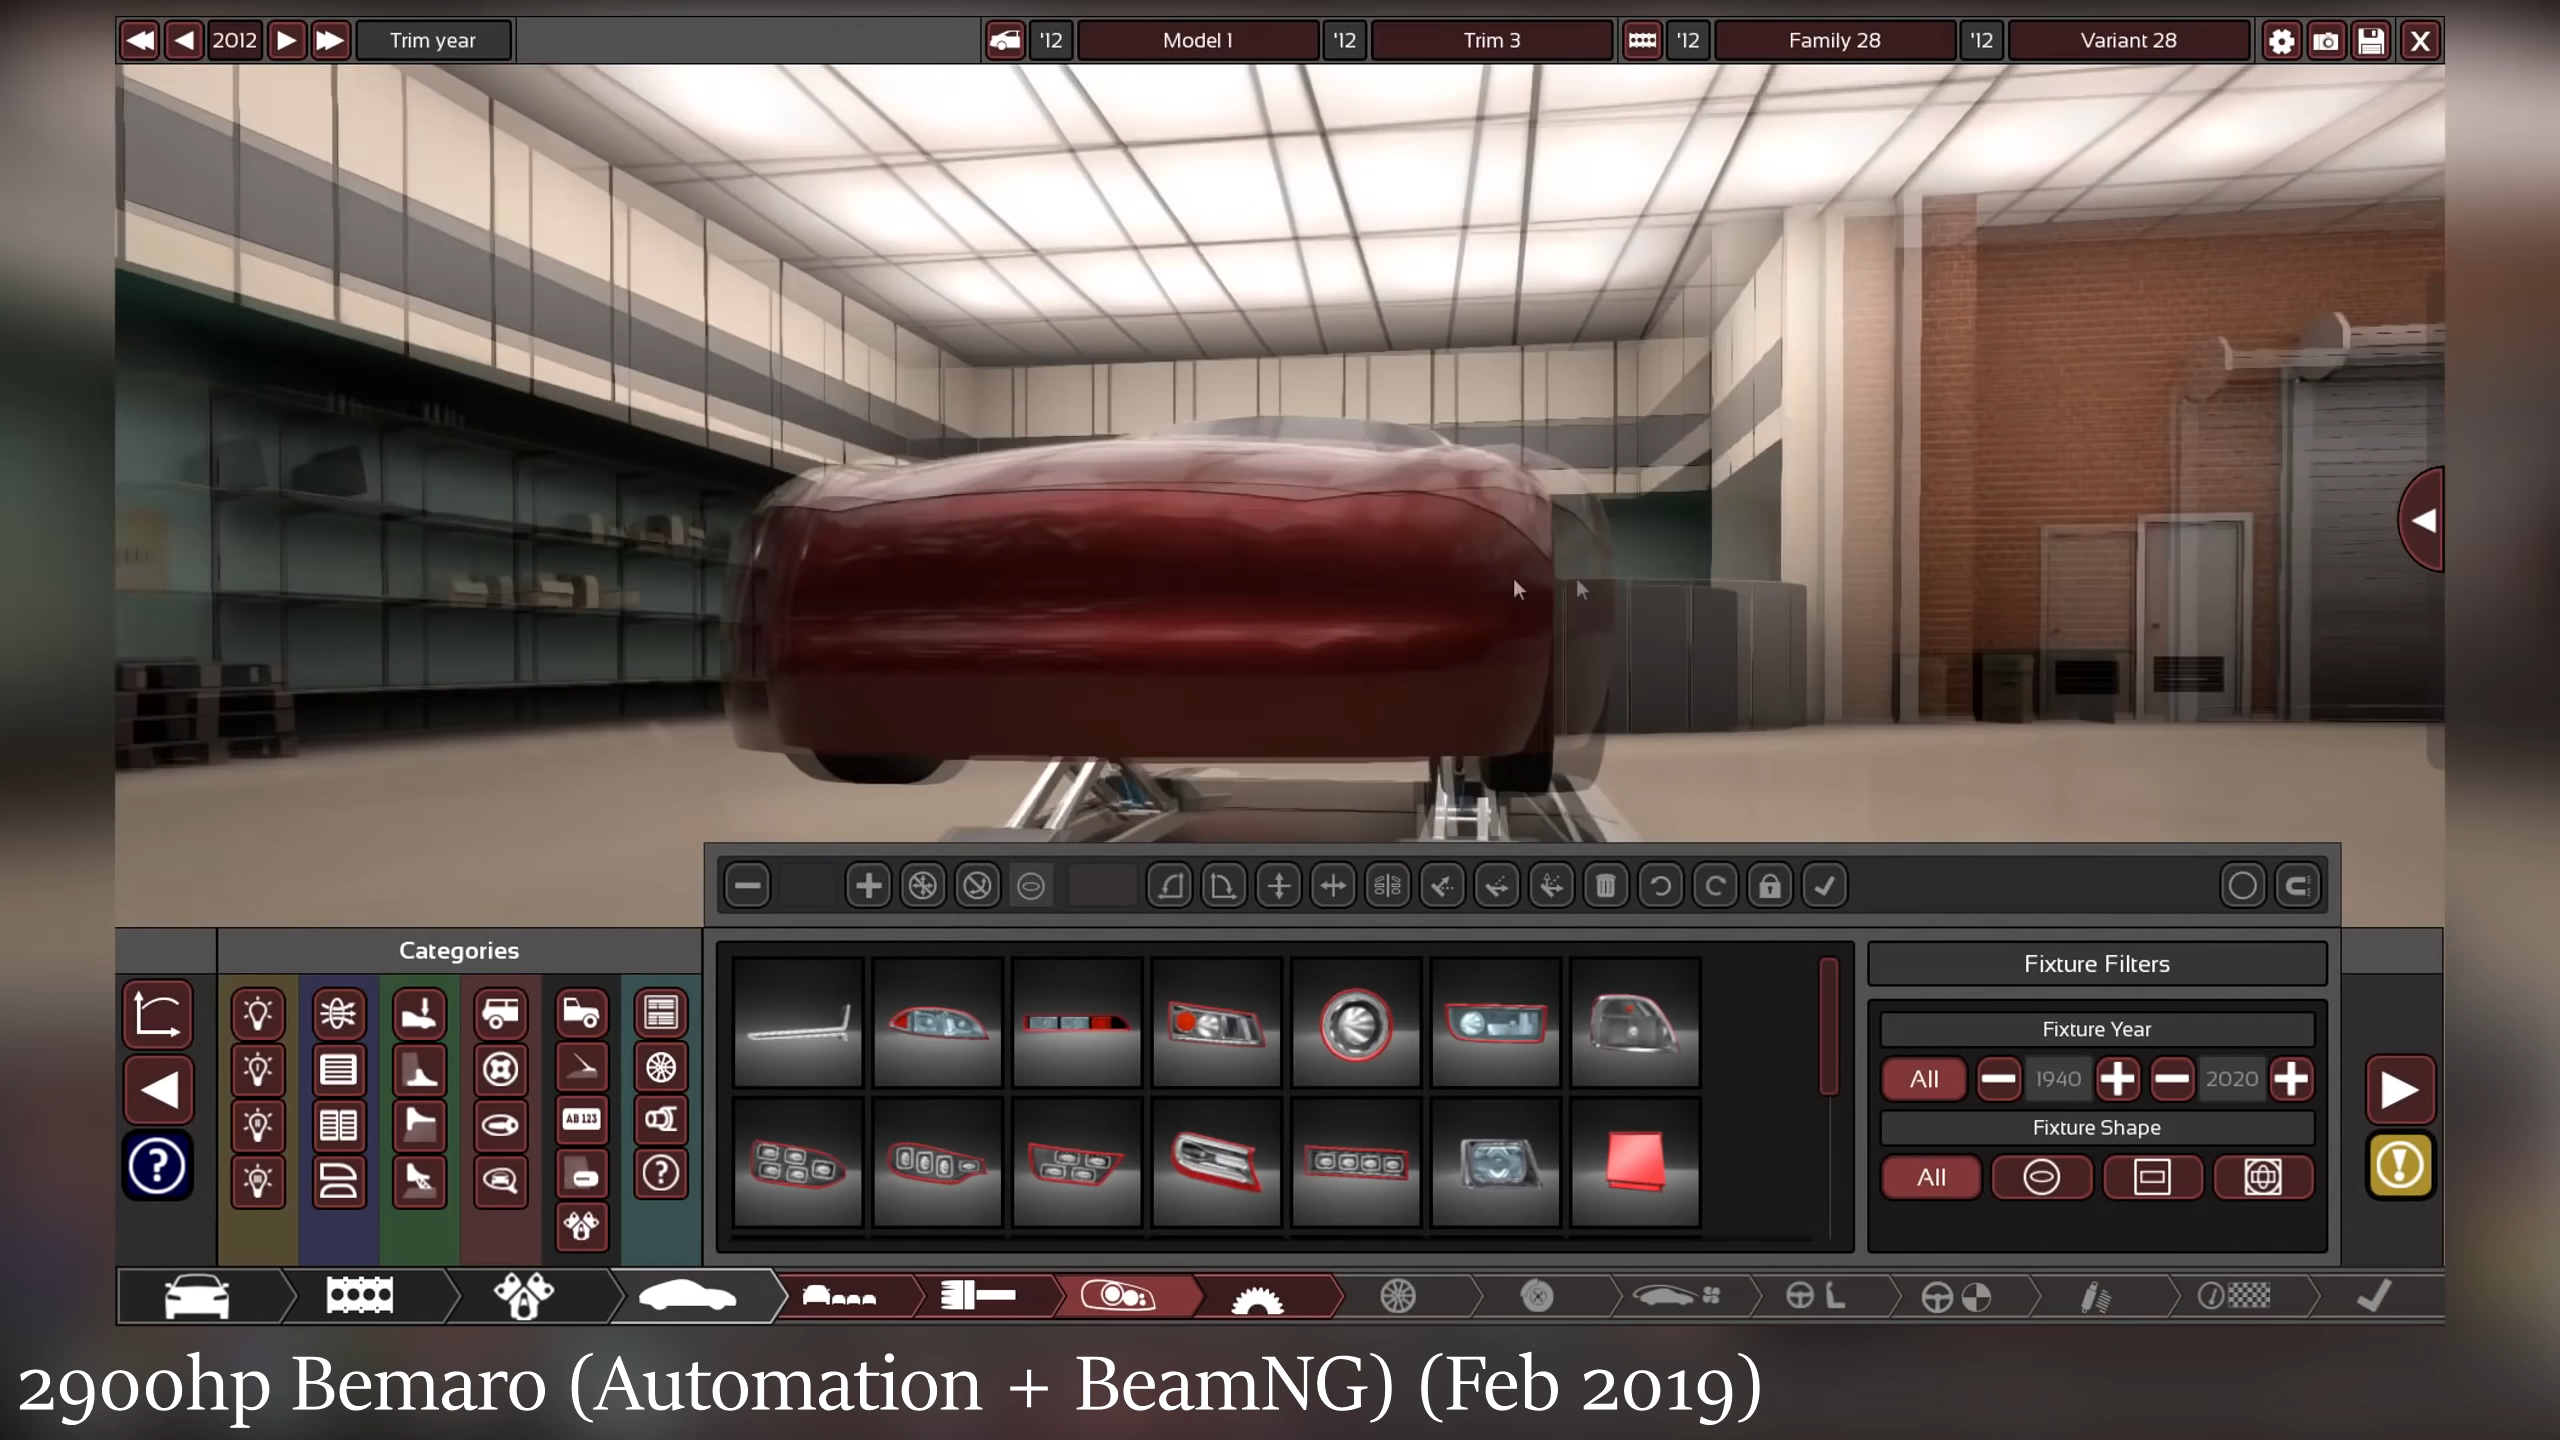 2012 Trim year '12 Model 1 '12 Trim 3 '12 Family 28 '12 Variant 28 X
Categories
Fixture Filters
Fixture Year
All 1940 2020
AB 123
Fixture Shape
All
2900hp Bemaro (Automation + BeamNG) (Feb 2019)